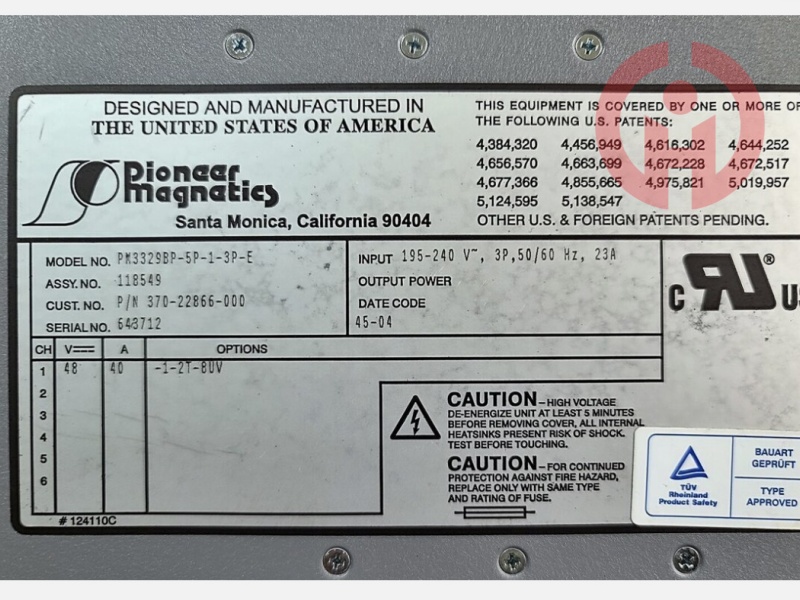 DESIGNED AND MANUFACTURED IN
THE UNITED STATES OF AMERICA
Pioneer
magnetics
Santa Monica, California 90404
THIS EQUIPMENT IS COVERED BY ONE OR MORE OF
THE FOLLOWING U.S. PATENTS:
4,384,320 4,456,949 4,616,302 4,644,252
4,656,570 4,663,699 4,672,228 4,672,517
4,677,366 4,855,665 4,975,821 5,019,957
5,124,595 5,138,547
OTHER U.S. & FOREIGN PATENTS PENDING.
MODEL NO. PM3329BP-5P-1-3P-E
ASSY. NO. 118549
CUST. NO. P/N 370-22866-000
SERIAL NO. 643712
INPUT 195-240 V~, 3P,50/60 Hz, 23A
OUTPUT POWER
DATE CODE
45-04
c RU ® US
CH V A OPTIONS
1 48 40 -1-2T-8UV
2
3
4
5
6
# 124110C
CAUTION – HIGH VOLTAGE
DE-ENERGIZE UNIT AT LEAST 5 MINUTES
BEFORE REMOVING COVER, ALL INTERNAL
HEATSINKS PRESENT RISK OF SHOCK.
TEST BEFORE TOUCHING.
CAUTION – FOR CONTINUED
PROTECTION AGAINST FIRE HAZARD,
REPLACE ONLY WITH SAME TYPE
AND RATING OF FUSE.
TÜV
Rheinland
Product Safety
BAUART
GEPRÜFT
TYPE
APPROVED